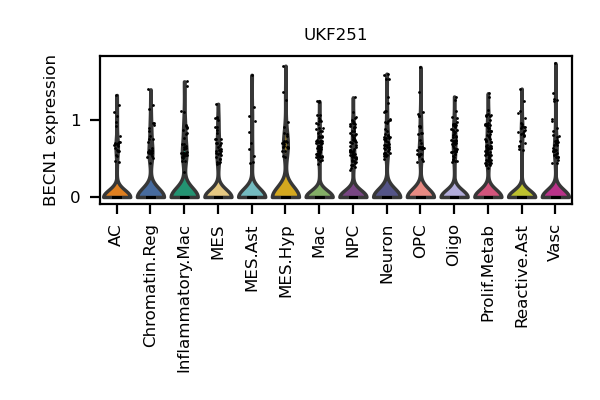 UKF251
BECN1 expression
1
0
AC
Chromatin.Reg
Inflammatory.Mac
MES
MES.Ast
MES.Hyp
Mac
NPC
Neuron
OPC
Oligo
Prolif.Metab
Reactive.Ast
Vasc